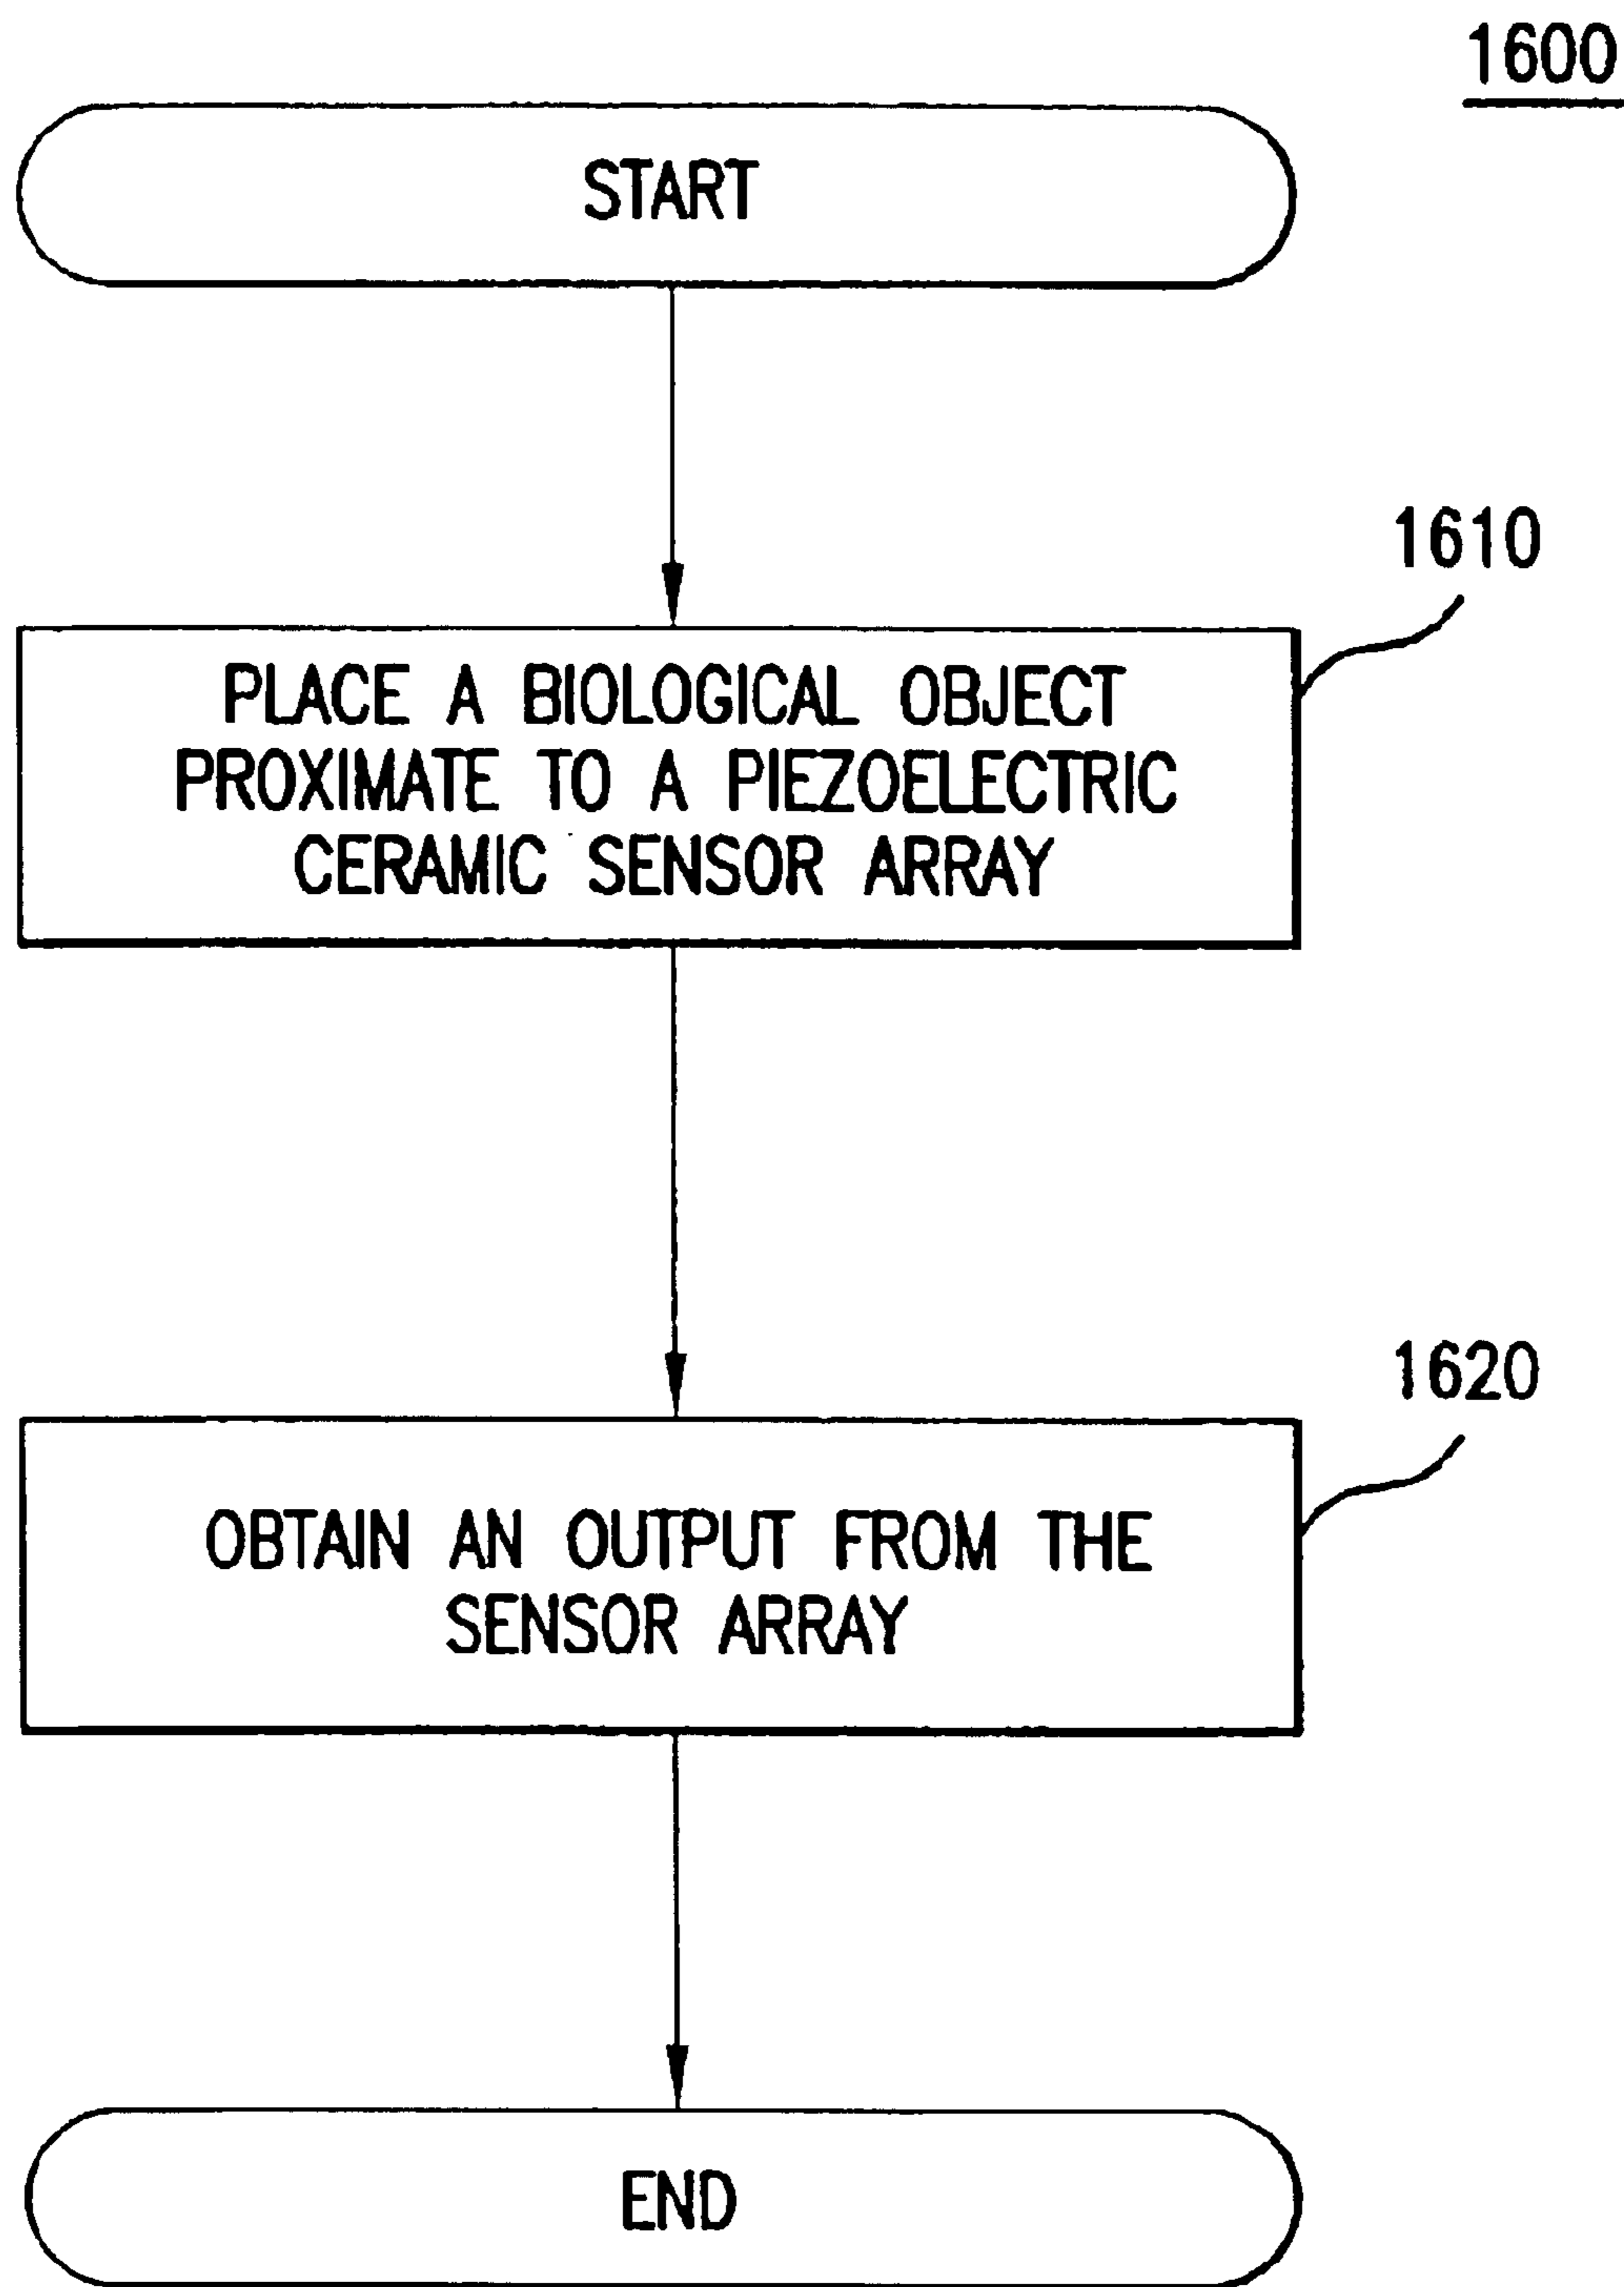 1600
START
1610
PLACE A BIOLOGICAL OBJECT
PROXIMATE TO A PIEZOELECTRIC
CERAMIC SENSOR ARRAY
1620
OBTAIN AN OUTPUT FROM THE
SENSOR ARRAY
END